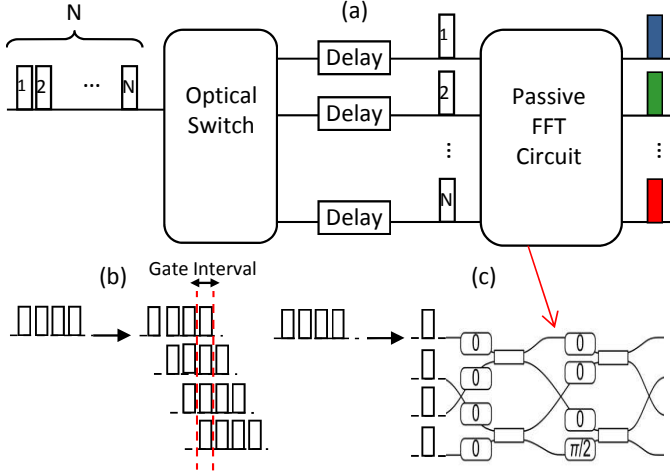 (a)
N
1 2 ... N
Optical
Switch
Delay
Delay
Delay
1
2
...
N
Passive
FFT
Circuit
(b)
Gate Interval
(c)
0
0
0
0
0
0
0
π/2